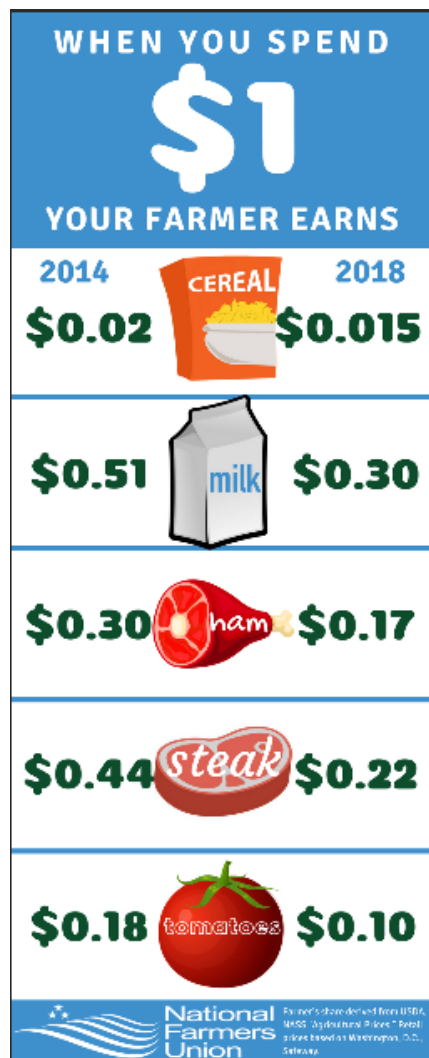 WHEN YOU SPEND
$1
YOUR FARMER EARNS
2014 2018
CEREAL
$0.02 $0.015
$0.51 milk $0.30
$0.30 ham $0.17
$0.44 steak $0.22
$0.18 tomatoes $0.10
National
Farmers
Union
Farmer's share derived from USDA,
NASS "Agricultural Prices." Retail
prices based on Washington, D.C.,
Safeway.